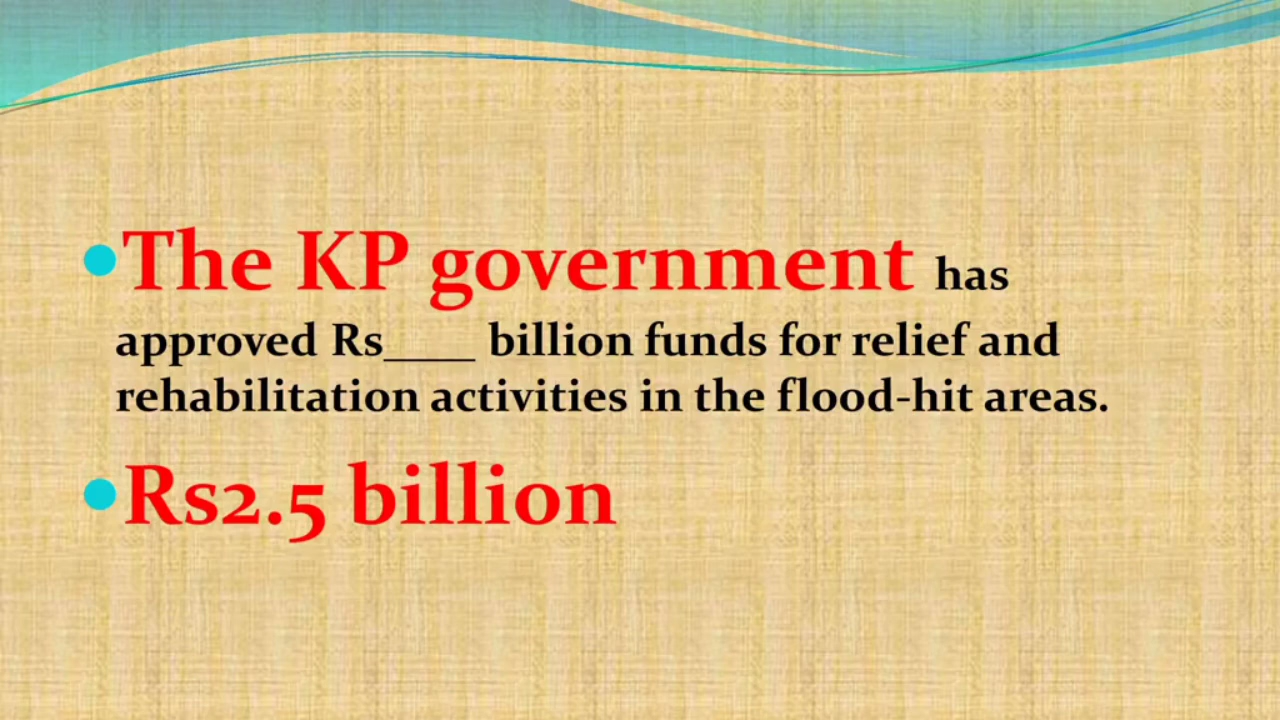 •The KP government has
approved Rs____ billion funds for relief and
rehabilitation activities in the flood-hit areas.
•Rs2.5 billion